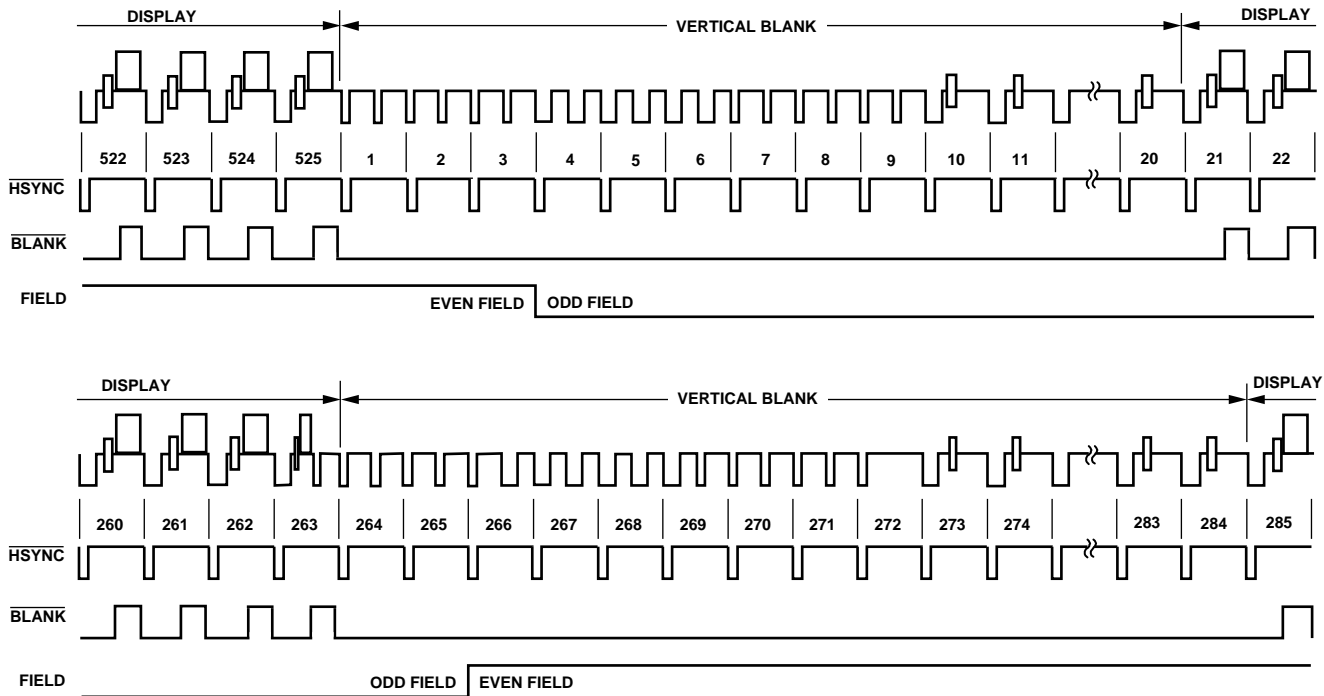 DISPLAY VERTICAL BLANK DISPLAY
522 523 524 525 1 2 3 4 5 6 7 8 9 10 11 20 21 22
HSYNC
BLANK
FIELD EVEN FIELD ODD FIELD
DISPLAY VERTICAL BLANK DISPLAY
260 261 262 263 264 265 266 267 268 269 270 271 272 273 274 283 284 285
HSYNC
BLANK
FIELD ODD FIELD EVEN FIELD